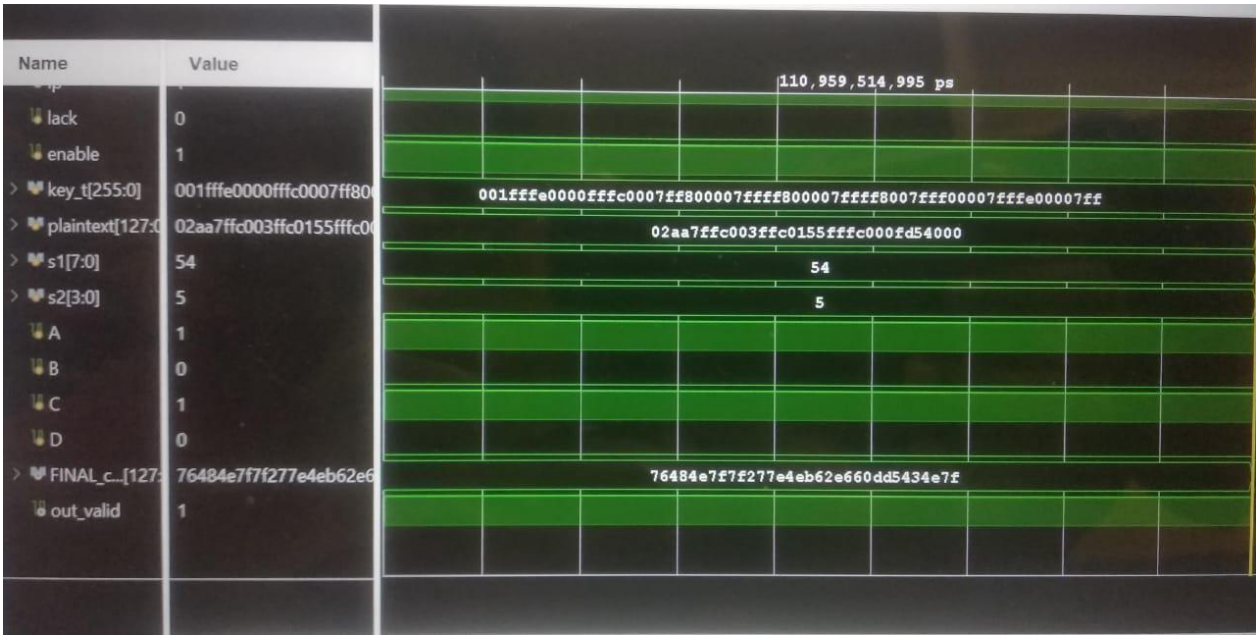 Name Value
110,959,514,995 ps
lack 0
enable 1
key_t[255:0] 001fffe0000fffc0007ff80 001fffe0000fffc0007ff800007ffff800007ffff8007fff00007fffe00007ff
plaintext[127:0 02aa7ffc003ffc0155fffc0 02aa7ffc003ffc0155fffc000fd54000
s1[7:0] 54 54
s2[3:0] 5 5
A 1
B 0
C 1
D 0
FINAL_c...[127: 76484e7f7f277e4eb62e6 76484e7f7f277e4eb62e660dd5434e7f
out_valid 1